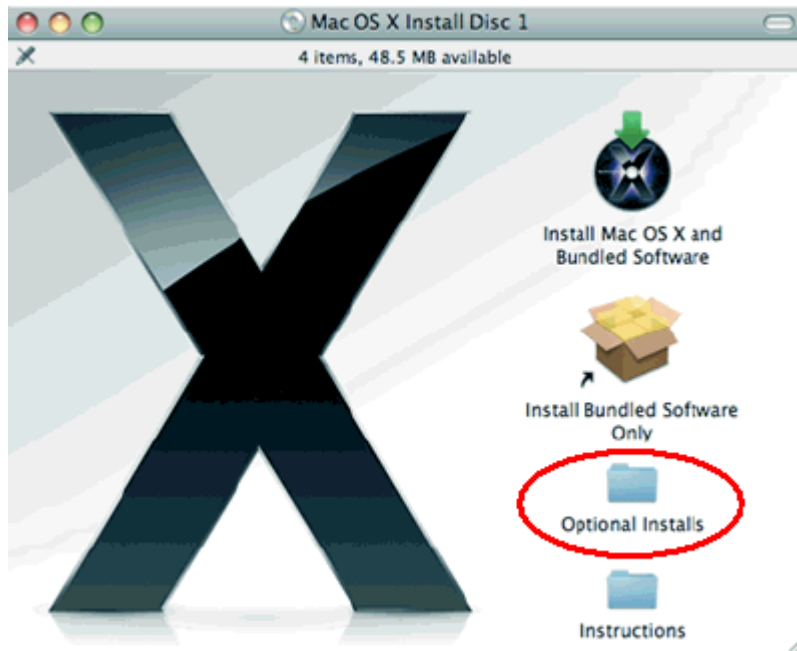 Mac OS X Install Disc 1
4 items, 48.5 MB available
Install Mac OS X and
Bundled Software
Install Bundled Software
Only
Optional Installs
Instructions